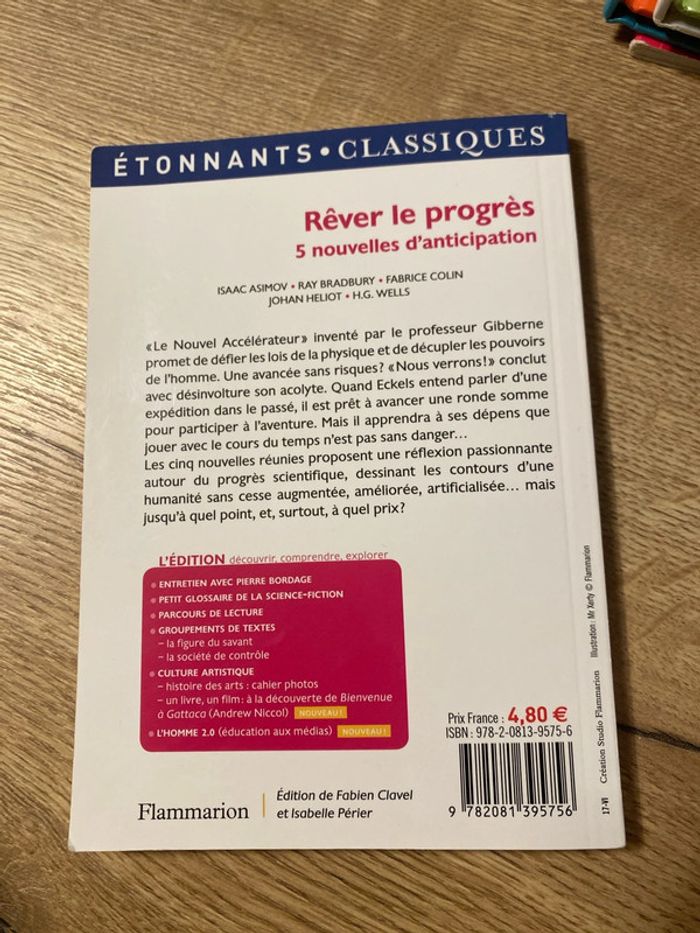 ÉTONNANTS • CLASSIQUES
Rêver le progrès
5 nouvelles d'anticipation
ISAAC ASIMOV • RAY BRADBURY • FABRICE COLIN
JOHAN HELIOT • H.G. WELLS
«Le Nouvel Accélérateur» inventé par le professeur Gibberne
promet de défier les lois de la physique et de décupler les pouvoirs
de l'homme. Une avancée sans risques? «Nous verrons!» conclut
avec désinvolture son acolyte. Quand Eckels entend parler d'une
expédition dans le passé, il est prêt à avancer une ronde somme
pour participer à l'aventure. Mais il apprendra à ses dépens que
jouer avec le cours du temps n'est pas sans danger...
Les cinq nouvelles réunies proposent une réflexion passionnante
autour du progrès scientifique, dessinant les contours d'une
humanité sans cesse augmentée, améliorée, artificialisée... mais
jusqu'à quel point, et, surtout, à quel prix?
L'ÉDITION découvrir, comprendre, explorer
• ENTRETIEN AVEC PIERRE BORDAGE
• PETIT GLOSSAIRE DE LA SCIENCE-FICTION
• PARCOURS DE LECTURE
• GROUPEMENTS DE TEXTES
– la figure du savant
– la société de contrôle
• CULTURE ARTISTIQUE
– histoire des arts : cahier photos
– un livre, un film : à la découverte de Bienvenue
à Gattaca (Andrew Niccol) NOUVEAU!
• L'HOMME 2.0 (éducation aux médias) NOUVEAU!
Prix France : 4,80 €
ISBN : 978-2-0813-9575-6
9 782081 395756
Flammarion
Édition de Fabien Clavel
et Isabelle Périer
17-VI Création Studio Flammarion Illustration : Mr Xerty © Flammarion